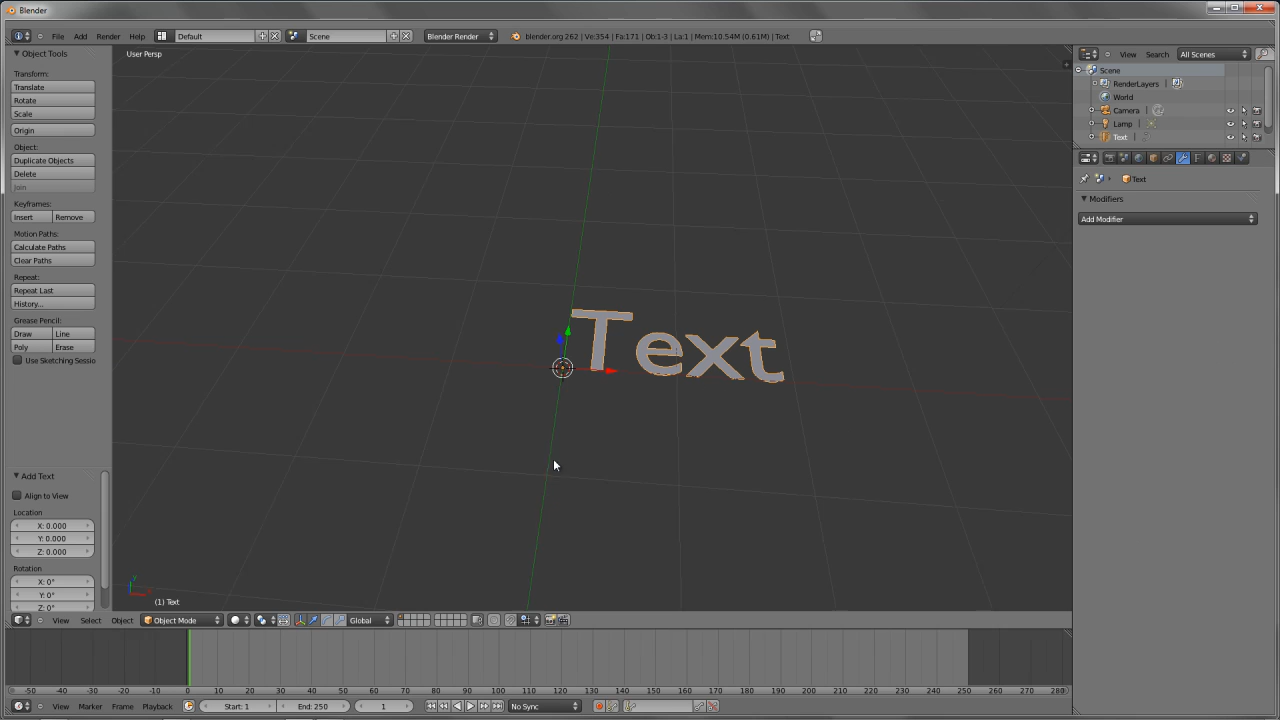 Blender
File Add Render Help Default Scene Blender Render blender.org 262 | Ve:354 | Fa:171 | Ob:1-3 | La:1 | Mem:10.54M (0.61M) | Text
Object Tools
Transform:
Translate
Rotate
Scale
Origin
Object:
Duplicate Objects
Delete
Join
Keyframes:
Insert Remove
Motion Paths:
Calculate Paths
Clear Paths
Repeat:
Repeat Last
History...
Grease Pencil:
Draw Line
Poly Erase
Use Sketching Sessio
Add Text
Align to View
Location
X: 0.000
Y: 0.000
Z: 0.000
Rotation
X: 0°
Y: 0°
Z: 0°
User Persp
Text
(1) Text
View Select Object Object Mode Global
View Search All Scenes
Scene
RenderLayers
World
Camera
Lamp
Text
Text
Modifiers
Add Modifier
-50 -40 -30 -20 -10 0 10 20 30 40 50 60 70 80 90 100 110 120 130 140 150 160 170 180 190 200 210 220 230 240 250 260 270 280
View Marker Frame Playback Start: 1 End: 250 1 No Sync